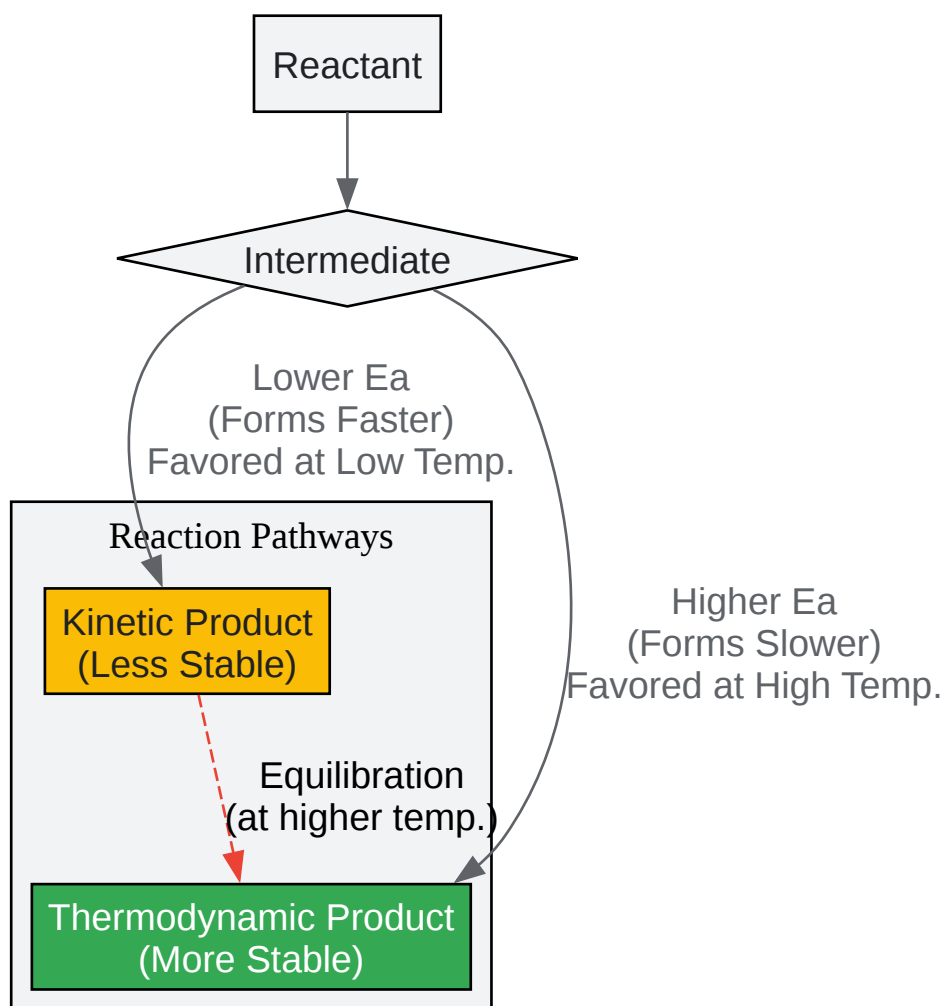 Reactant
Intermediate
Lower Ea
(Forms Faster)
Favored at Low Temp.
Reaction Pathways
Kinetic Product
(Less Stable)
Higher Ea
(Forms Slower)
Favored at High Temp.
Equilibration
(at higher temp.)
Thermodynamic Product
(More Stable)